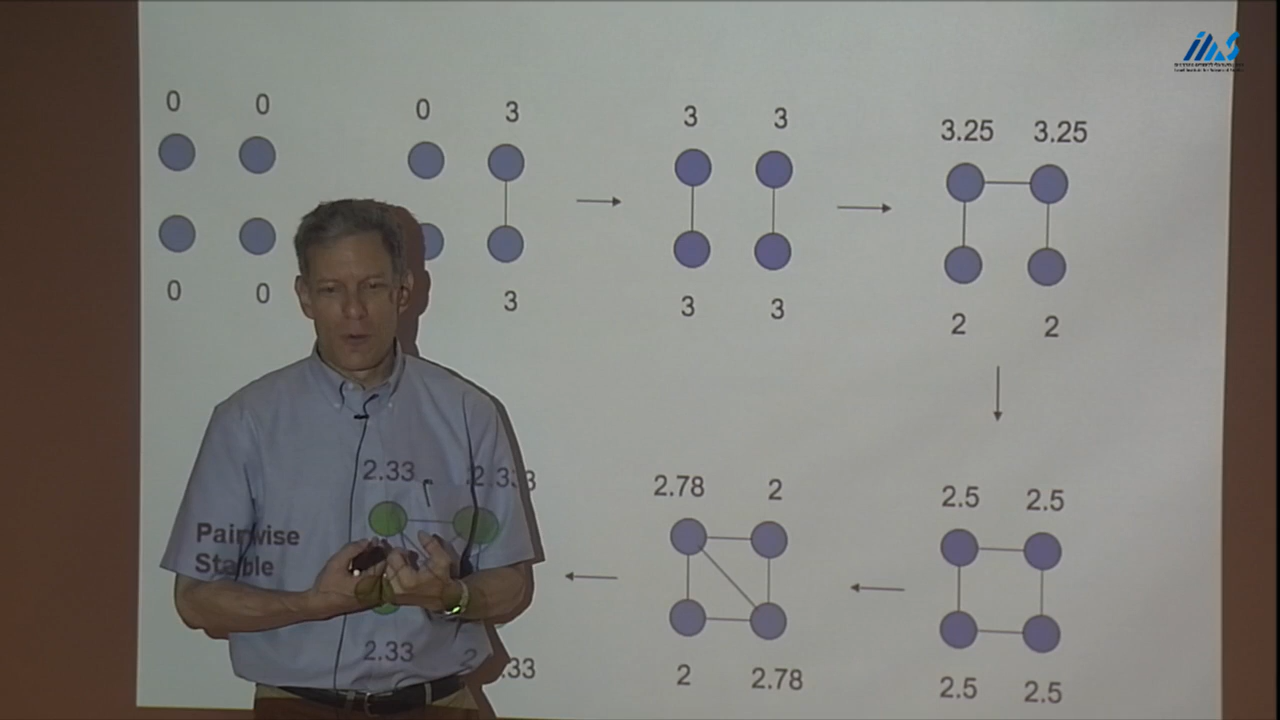 0 0 0 3 3 3 3.25 3.25
0 0 3 3 3 2 2
2.33 2.33 2.78 2 2.5 2.5
Pairwise
Stable
2.33 2 .33 2 2.78 2.5 2.5